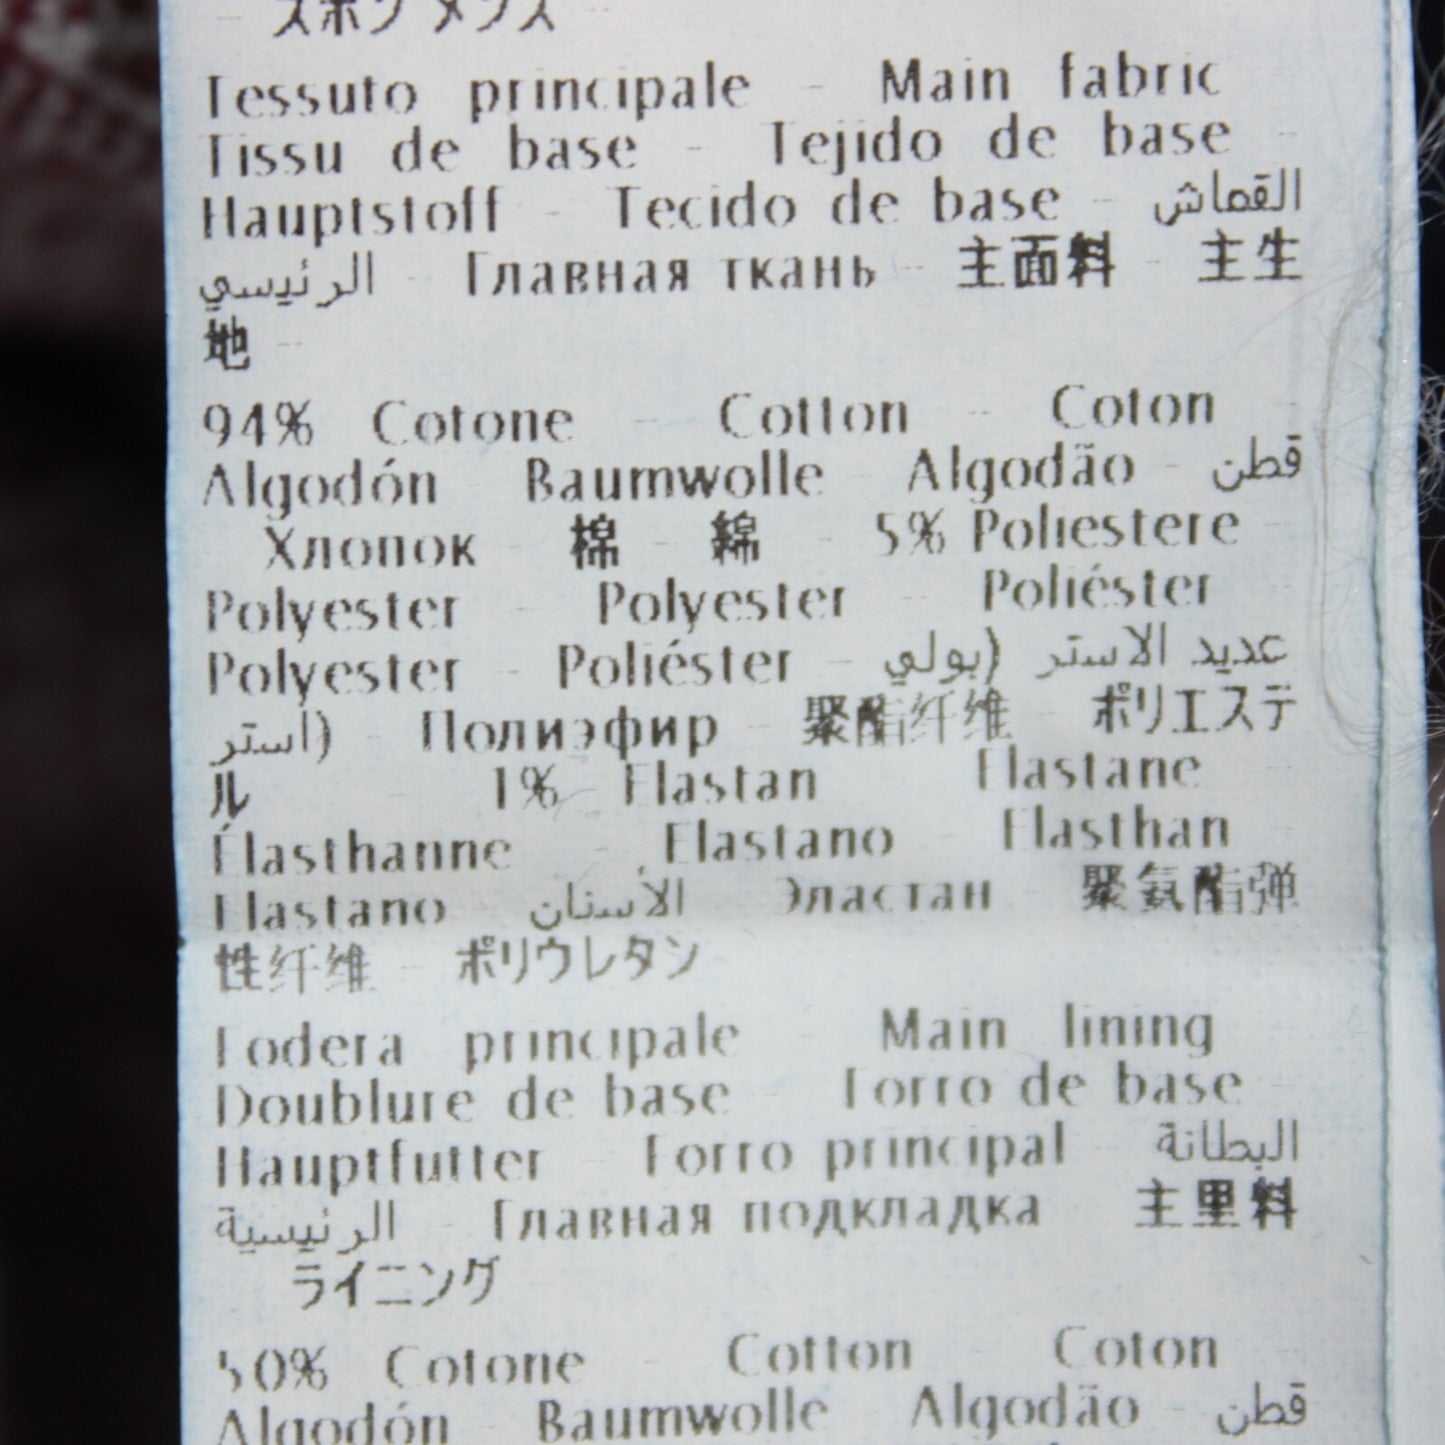 Tessuto principale - Main fabric
Tissu de base - Tejido de base -
Hauptstoff - Tecido de base - القماش
الرئيسي - Главная ткань - 主面料 - 主生
地 --
94% Cotone - Cotton -- Coton
Algodón Baumwolle - Algodão - قطن
Хлопок - 棉 - 綿 - 5% Poliestere -
Polyester - Polyester - Poliéster
Polyester - Poliéster - عديد الاستر (بولي
استر) - Полиэфир - 聚酯纤维 - ポリエステ
ル 1% Elastan Elastane
Élasthanne Elastano - Elasthan
Elastano - الأستان Эластан - 聚氨酯弹
性纤维 - ポリウレタン
Fodera principale - Main lining
Doublure de base Forro de base -
Hauptfutter - Forro principal - البطانة
الرئيسية - Главная подкладка 主里料
ライニング
50% Cotone Cotton Coton
Algodón Baumwolle Algodão - قطن